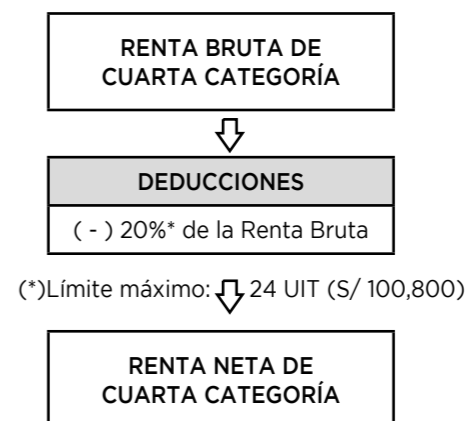 RENTA BRUTA DE
CUARTA CATEGORÍA
DEDUCCIONES
( - ) 20%* de la Renta Bruta
(*)Límite máximo: 24 UIT (S/ 100,800)
RENTA NETA DE
CUARTA CATEGORÍA